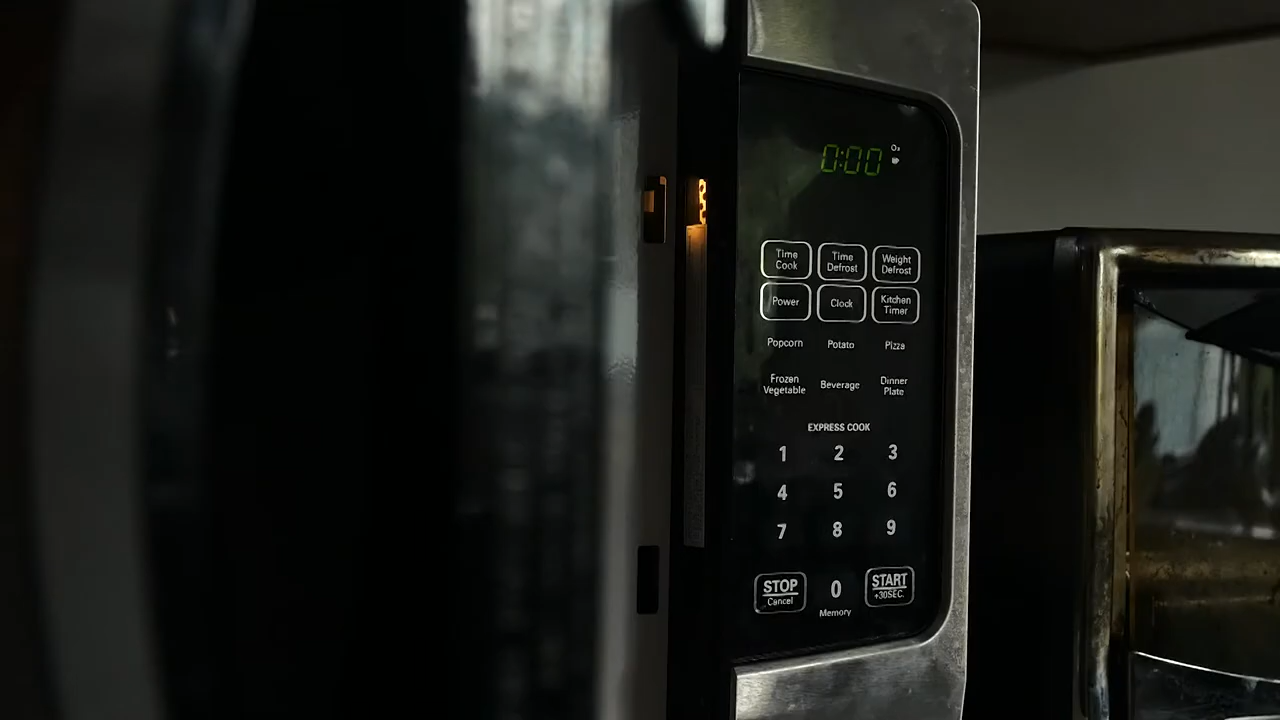 0:00
Time
Cook
Time
Defrost
Weight
Defrost
Power
Clock
Kitchen
Timer
Popcorn
Potato
Pizza
Frozen
Vegetable
Beverage
Dinner
Plate
EXPRESS COOK
1 2 3
4 5 6
7 8 9
STOP
Cancel
0
Memory
START
+30SEC.